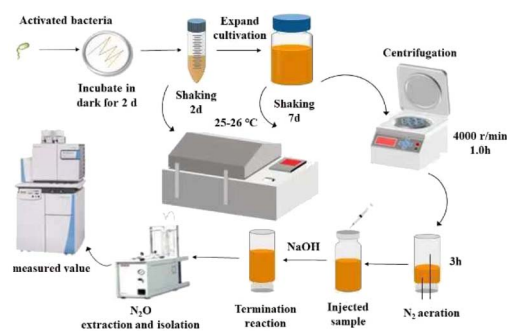 Activated bacteria
Expand
cultivation
Centrifugation
Incubate in
dark for 2 d
Shaking
2d
Shaking
7d
25-26 ℃
4000 r/min
1.0h
NaOH
3h
measured value
N₂O
extraction and isolation
Termination
reaction
Injected
sample
N₂ aeration